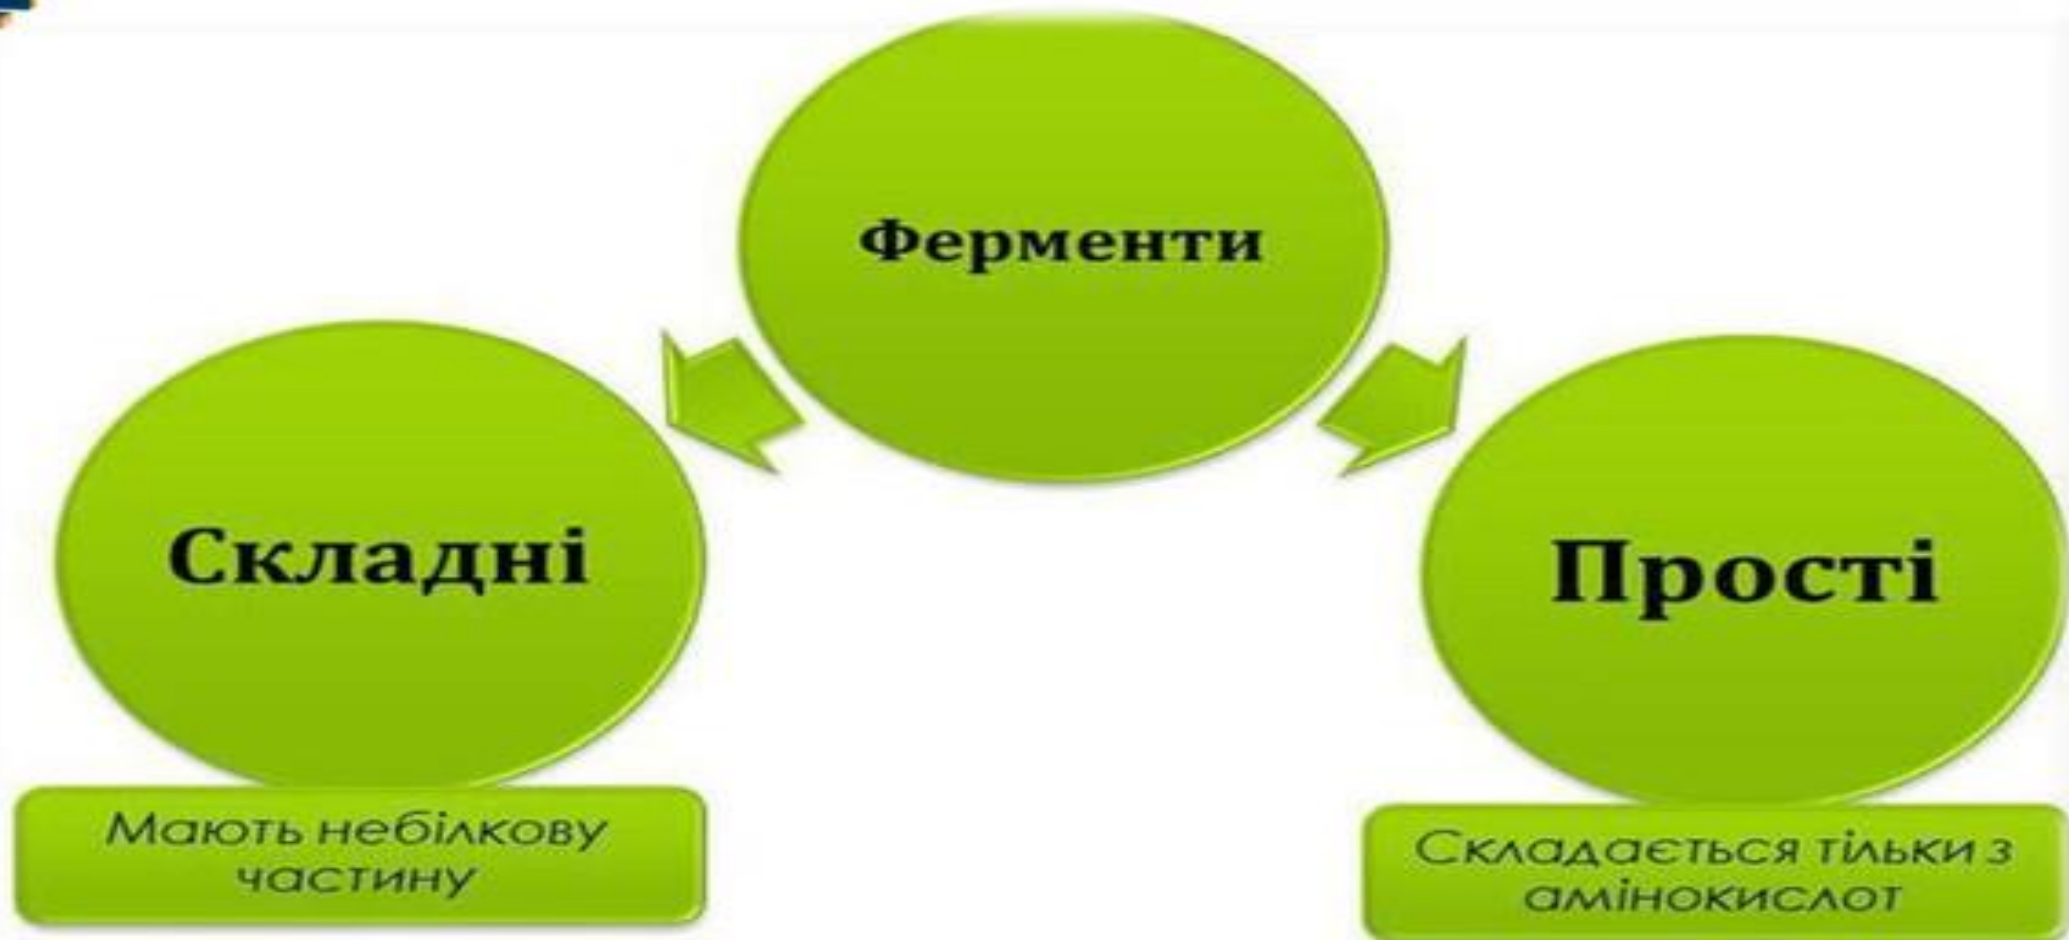 Ферменти
Складні
Прості
Мають небілкову
частину
Складається тільки з
амінокислот